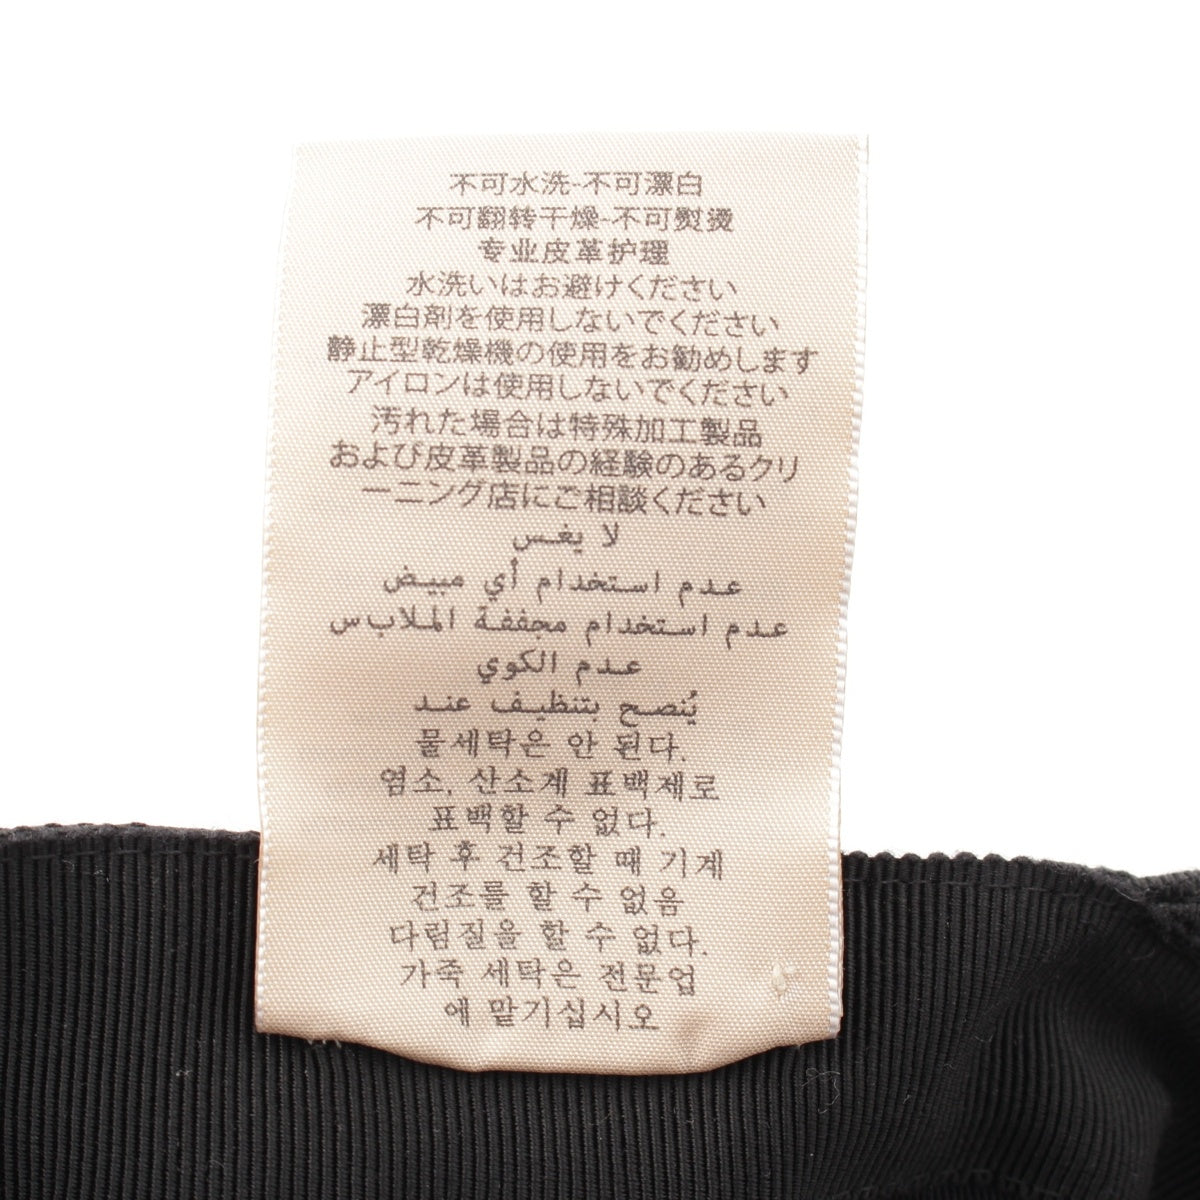 不可水洗-不可漂白
不可翻转干燥-不可熨烫
专业皮革护理
水洗いはお避けください
漂白剤を使用しないでください
静止型乾燥機の使用をお勧めします
アイロンは使用しないでください
汚れた場合は特殊加工製品
および皮革製品の経験のあるクリ
ーニング店にご相談ください
لا يغس
عدم استخدام أي مبيض
عدم استخدام مجففة الملابس
عدم الكوي
يُنصح بتنظيف عند
물세탁은 안 된다.
염소, 산소계 표백제로
표백할 수 없다.
세탁 후 건조할 때 기계
건조를 할 수 없음
다림질을 할 수 없다.
가죽 세탁은 전문업
에 맡기십시오